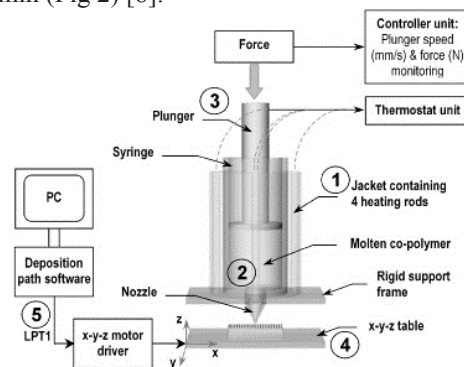 mm (Fig 2) [6].
Force
Controller unit:
Plunger speed
(mm/s) & force (N)
monitoring
3
Plunger
Thermostat unit
Syringe
1
Jacket containing
4 heating rods
PC
Molten co-polymer
2
Deposition
path software
Rigid support
frame
Nozzle
5
LPT1
x-y-z motor
driver
z
x
y
x-y-z table
4